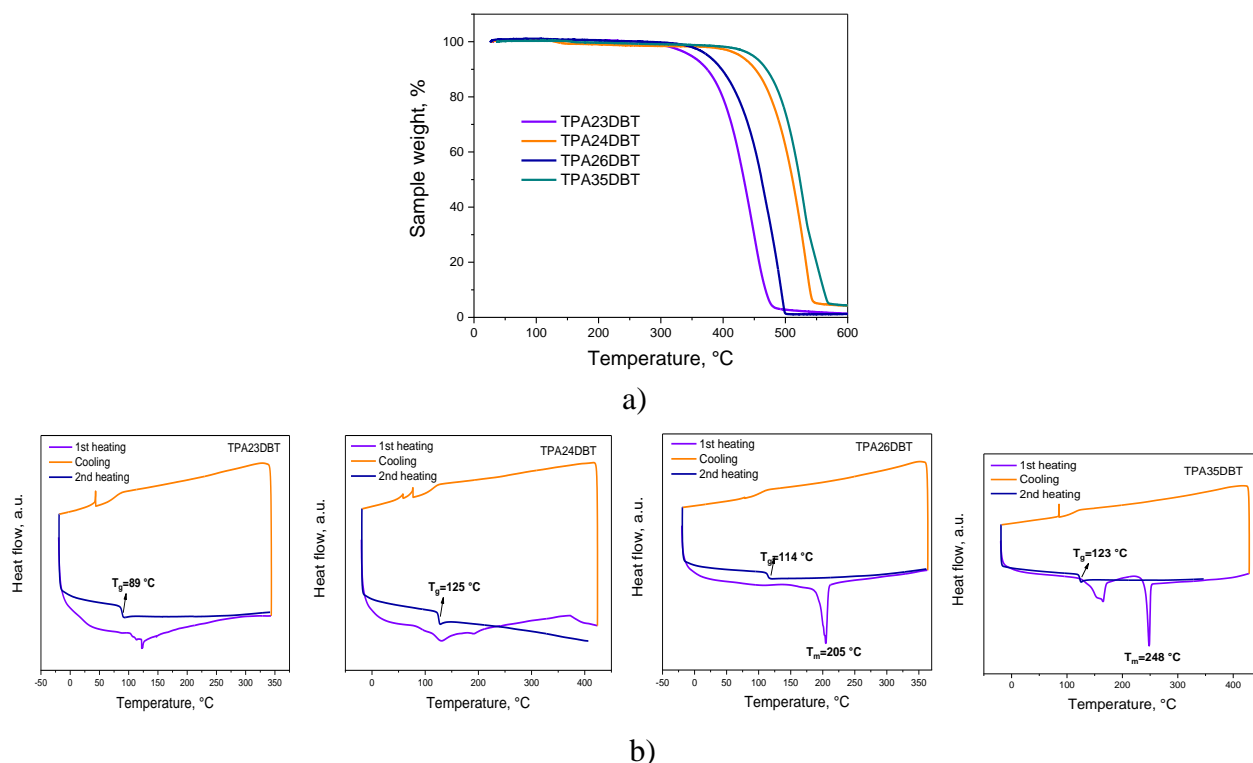 100
80
60
40
20
0
Sample weight, %
TPA23DBT
TPA24DBT
TPA26DBT
TPA35DBT
0 100 200 300 400 500 600
Temperature, °C
a)
1st heating
Cooling
2nd heating
TPA23DBT
Heat flow, a.u.
Tg=89 °C
-50 0 50 100 150 200 250 300 350
Temperature, °C
1st heating
Cooling
2nd heating
TPA24DBT
Heat flow, a.u.
Tg=125 °C
0 100 200 300 400
Temperature, °C
1st heating
Cooling
2nd heating
TPA26DBT
Heat flow, a.u.
Tg=114 °C
Tm=205 °C
-50 0 50 100 150 200 250 300 350
Temperature, °C
1st heating
Cooling
2nd heating
TPA35DBT
Heat flow, a.u.
Tg=123 °C
Tm=248 °C
0 100 200 300 400
Temperature, °C
b)